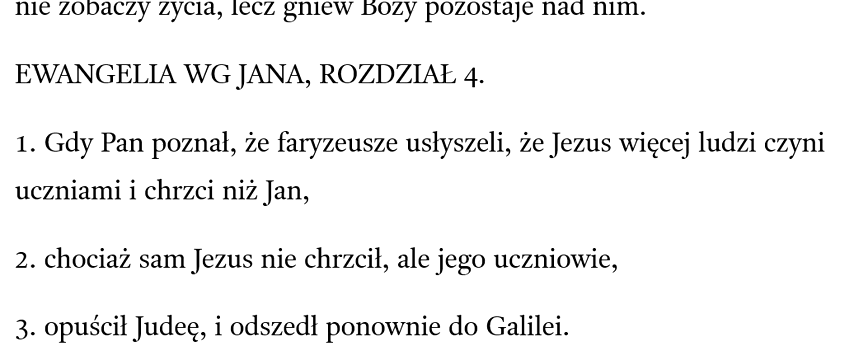 nie zobaczy życia, lecz gniew Boży pozostaje nad nim.
EWANGELIA WG JANA, ROZDZIAŁ 4.
1. Gdy Pan poznał, że faryzeusze usłyszeli, że Jezus więcej ludzi czyni
uczniami i chrzci niż Jan,
2. chociaż sam Jezus nie chrzcił, ale jego uczniowie,
3. opuścił Judeę, i odszedł ponownie do Galilei.